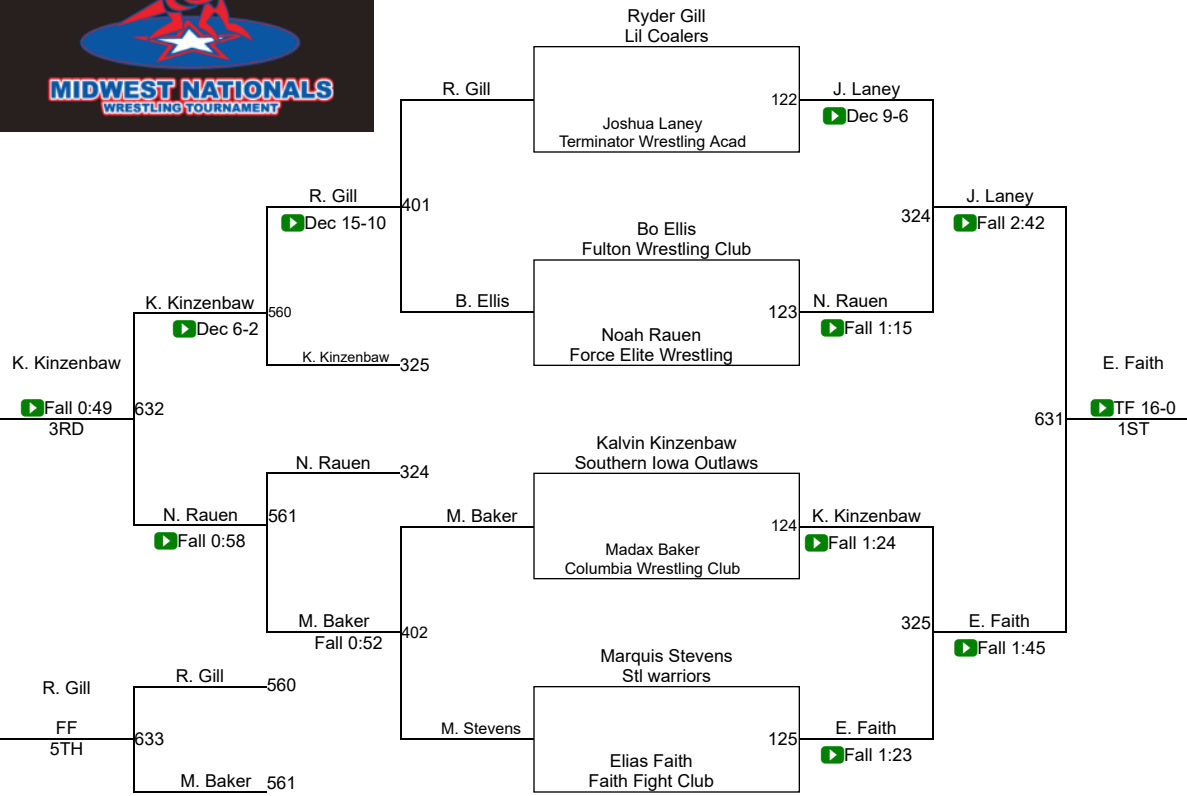 MIDWEST NATIONALS
WRESTLING TOURNAMENT
Ryder Gill
Lil Coalers
R. Gill
122
J. Laney
Dec 9-6
Joshua Laney
Terminator Wrestling Acad
R. Gill
Dec 15-10
401
324
J. Laney
Fall 2:42
Bo Ellis
Fulton Wrestling Club
K. Kinzenbaw
Dec 6-2
560
B. Ellis
123
N. Rauen
Fall 1:15
Noah Rauen
Force Elite Wrestling
K. Kinzenbaw
325
K. Kinzenbaw
Fall 0:49
3RD
632
E. Faith
TF 16-0
1ST
631
Kalvin Kinzenbaw
Southern Iowa Outlaws
N. Rauen
324
N. Rauen
Fall 0:58
561
M. Baker
124
K. Kinzenbaw
Fall 1:24
Madax Baker
Columbia Wrestling Club
M. Baker
Fall 0:52
402
325
E. Faith
Fall 1:45
Marquis Stevens
Stl warriors
R. Gill
R. Gill
560
FF
5TH
633
M. Stevens
125
E. Faith
Fall 1:23
Elias Faith
Faith Fight Club
M. Baker
561